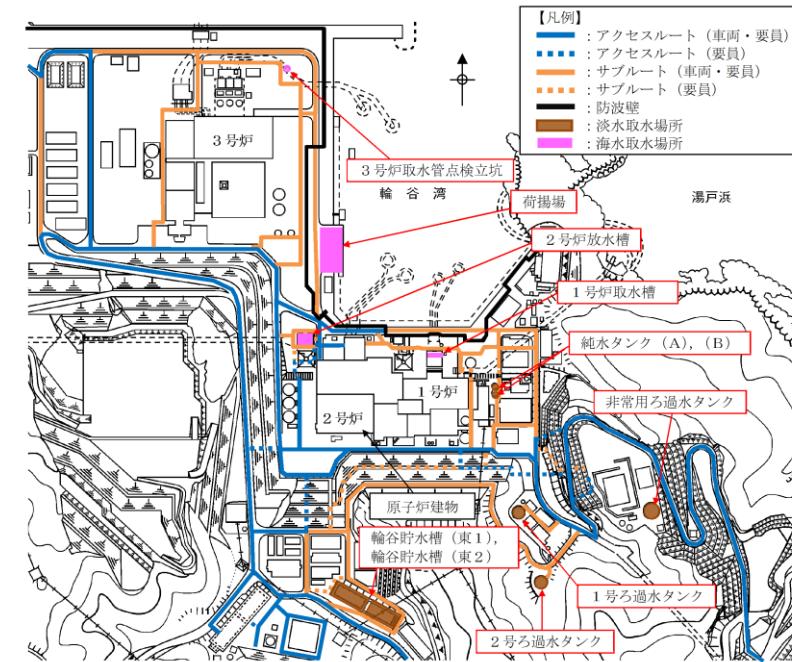 【凡例】
：アクセスルート（車両・要員）
：アクセスルート（要員）
：サブルート（車両・要員）
：サブルート（要員）
：防波壁
：淡水取水場所
：海水取水場所
3号炉
3号炉取水管点検立坑
輪谷湾
湯戸浜
荷揚場
2号炉放水槽
1号炉取水槽
純水タンク（A），（B）
1号炉
非常用ろ過水タンク
2号炉
原子炉建物
輪谷貯水槽（東1），
輪谷貯水槽（東2）
1号ろ過水タンク
2号ろ過水タンク